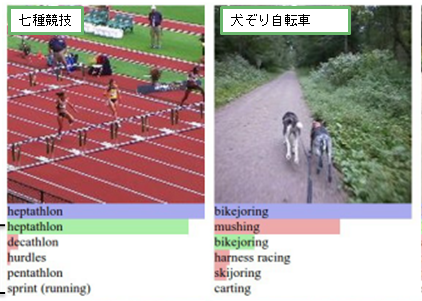 七種競技
犬ぞり自転車
heptathlon
heptathlon
decathlon
hurdles
pentathlon
sprint (running)
bikejoring
mushing
bikejoring
harness racing
skijoring
carting